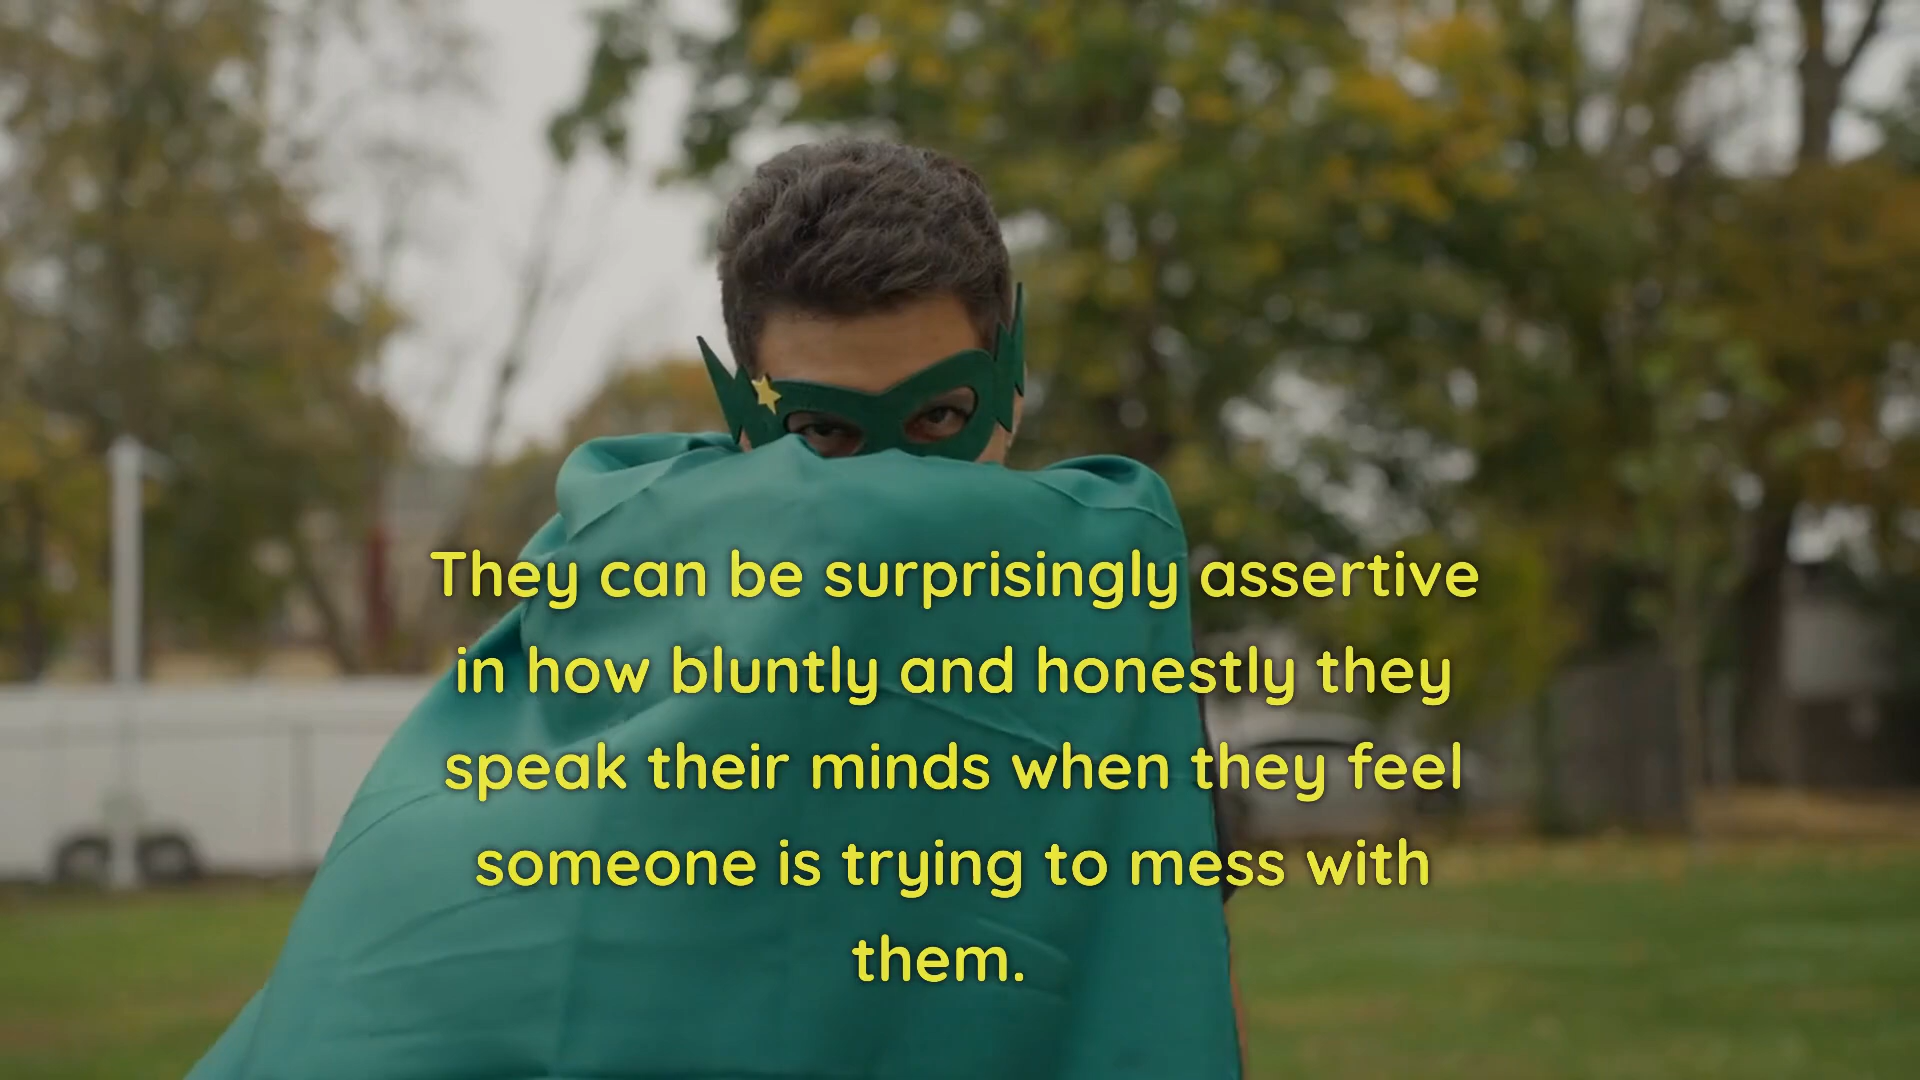 They can be surprisingly assertive
in how bluntly and honestly they
speak their minds when they feel
someone is trying to mess with
them.